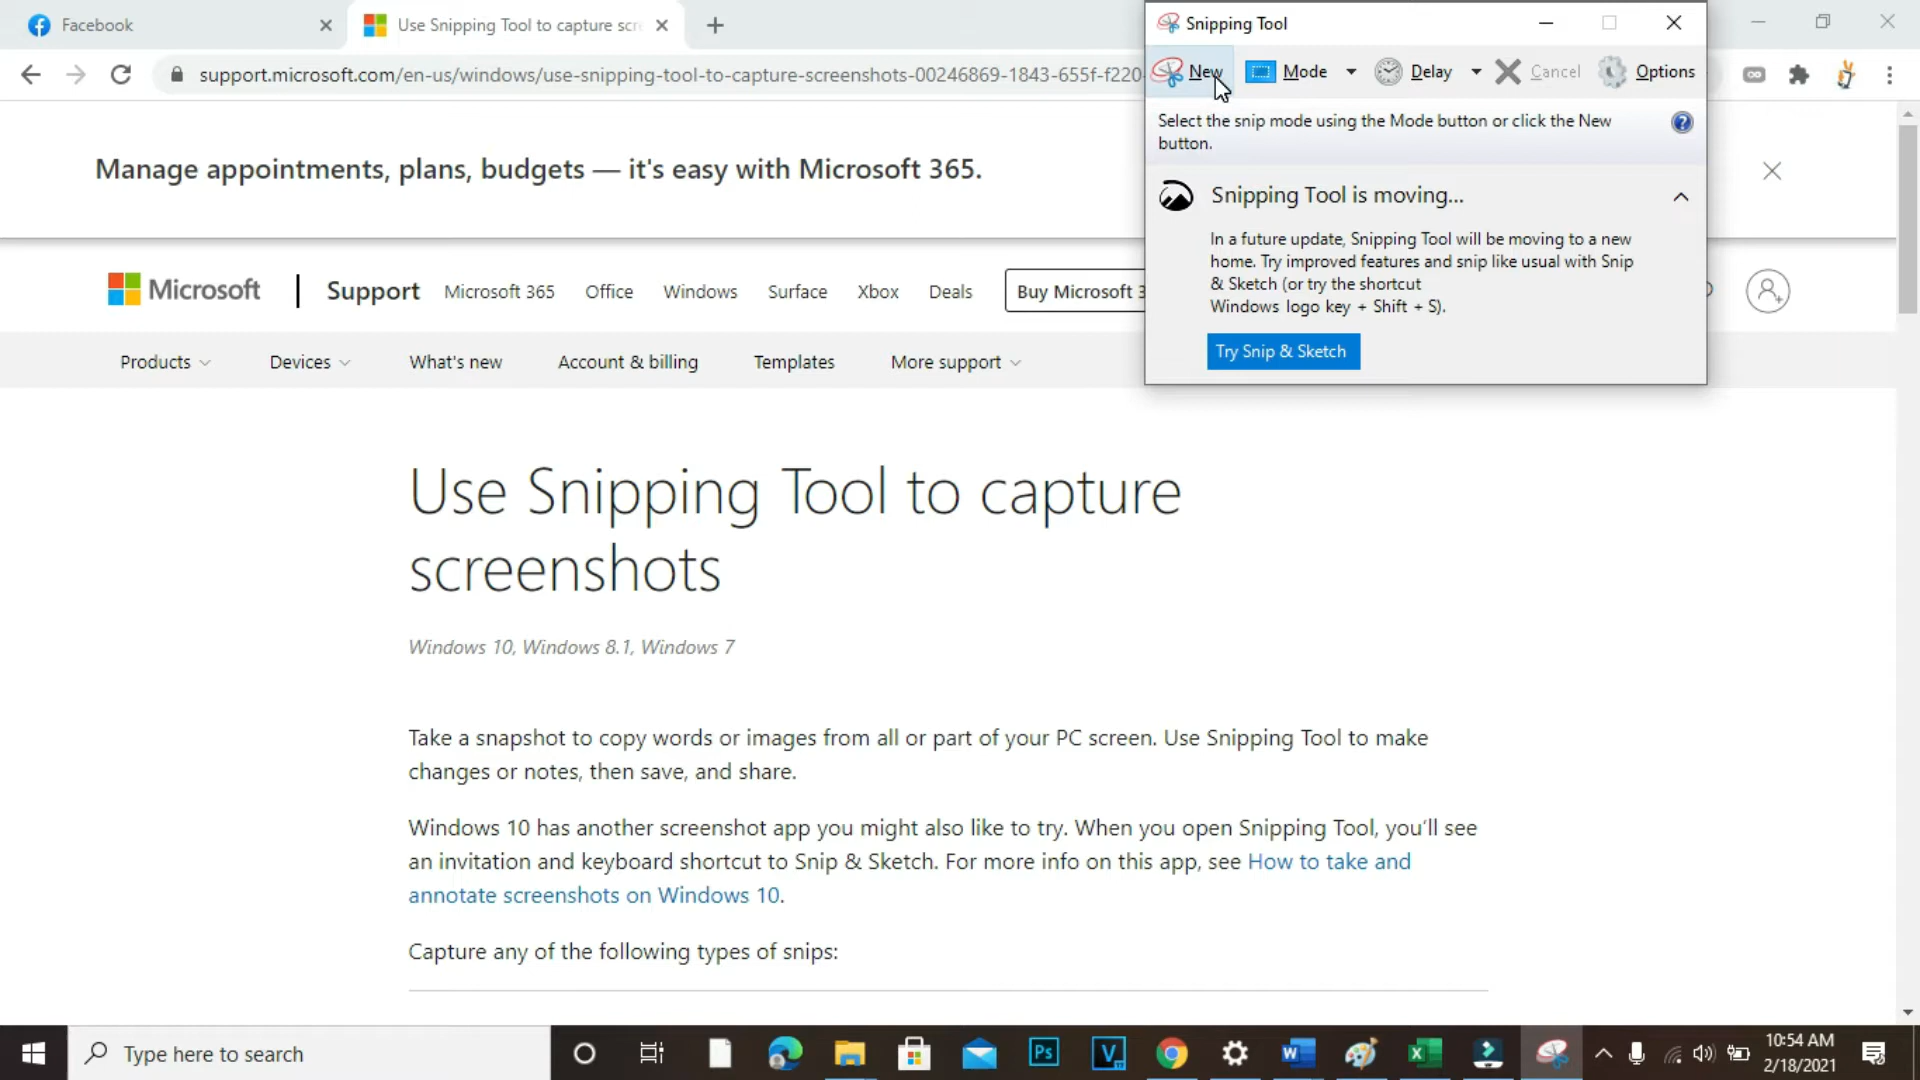 Facebook
Use Snipping Tool to capture scr
support.microsoft.com/en-us/windows/use-snipping-tool-to-capture-screenshots-00246869-1843-655f-f220-
Snipping Tool
New Mode Delay Cancel Options
Select the snip mode using the Mode button or click the New
button.
Snipping Tool is moving...
In a future update, Snipping Tool will be moving to a new
home. Try improved features and snip like usual with Snip
& Sketch (or try the shortcut
Windows logo key + Shift + S).
Try Snip & Sketch
Manage appointments, plans, budgets — it's easy with Microsoft 365.
Microsoft | Support Microsoft 365 Office Windows Surface Xbox Deals Buy Microsoft 3
Products Devices What's new Account & billing Templates More support
Use Snipping Tool to capture
screenshots
Windows 10, Windows 8.1, Windows 7
Take a snapshot to copy words or images from all or part of your PC screen. Use Snipping Tool to make
changes or notes, then save, and share.
Windows 10 has another screenshot app you might also like to try. When you open Snipping Tool, you'll see
an invitation and keyboard shortcut to Snip & Sketch. For more info on this app, see How to take and
annotate screenshots on Windows 10.
Capture any of the following types of snips:
Type here to search
10:54 AM
2/18/2021